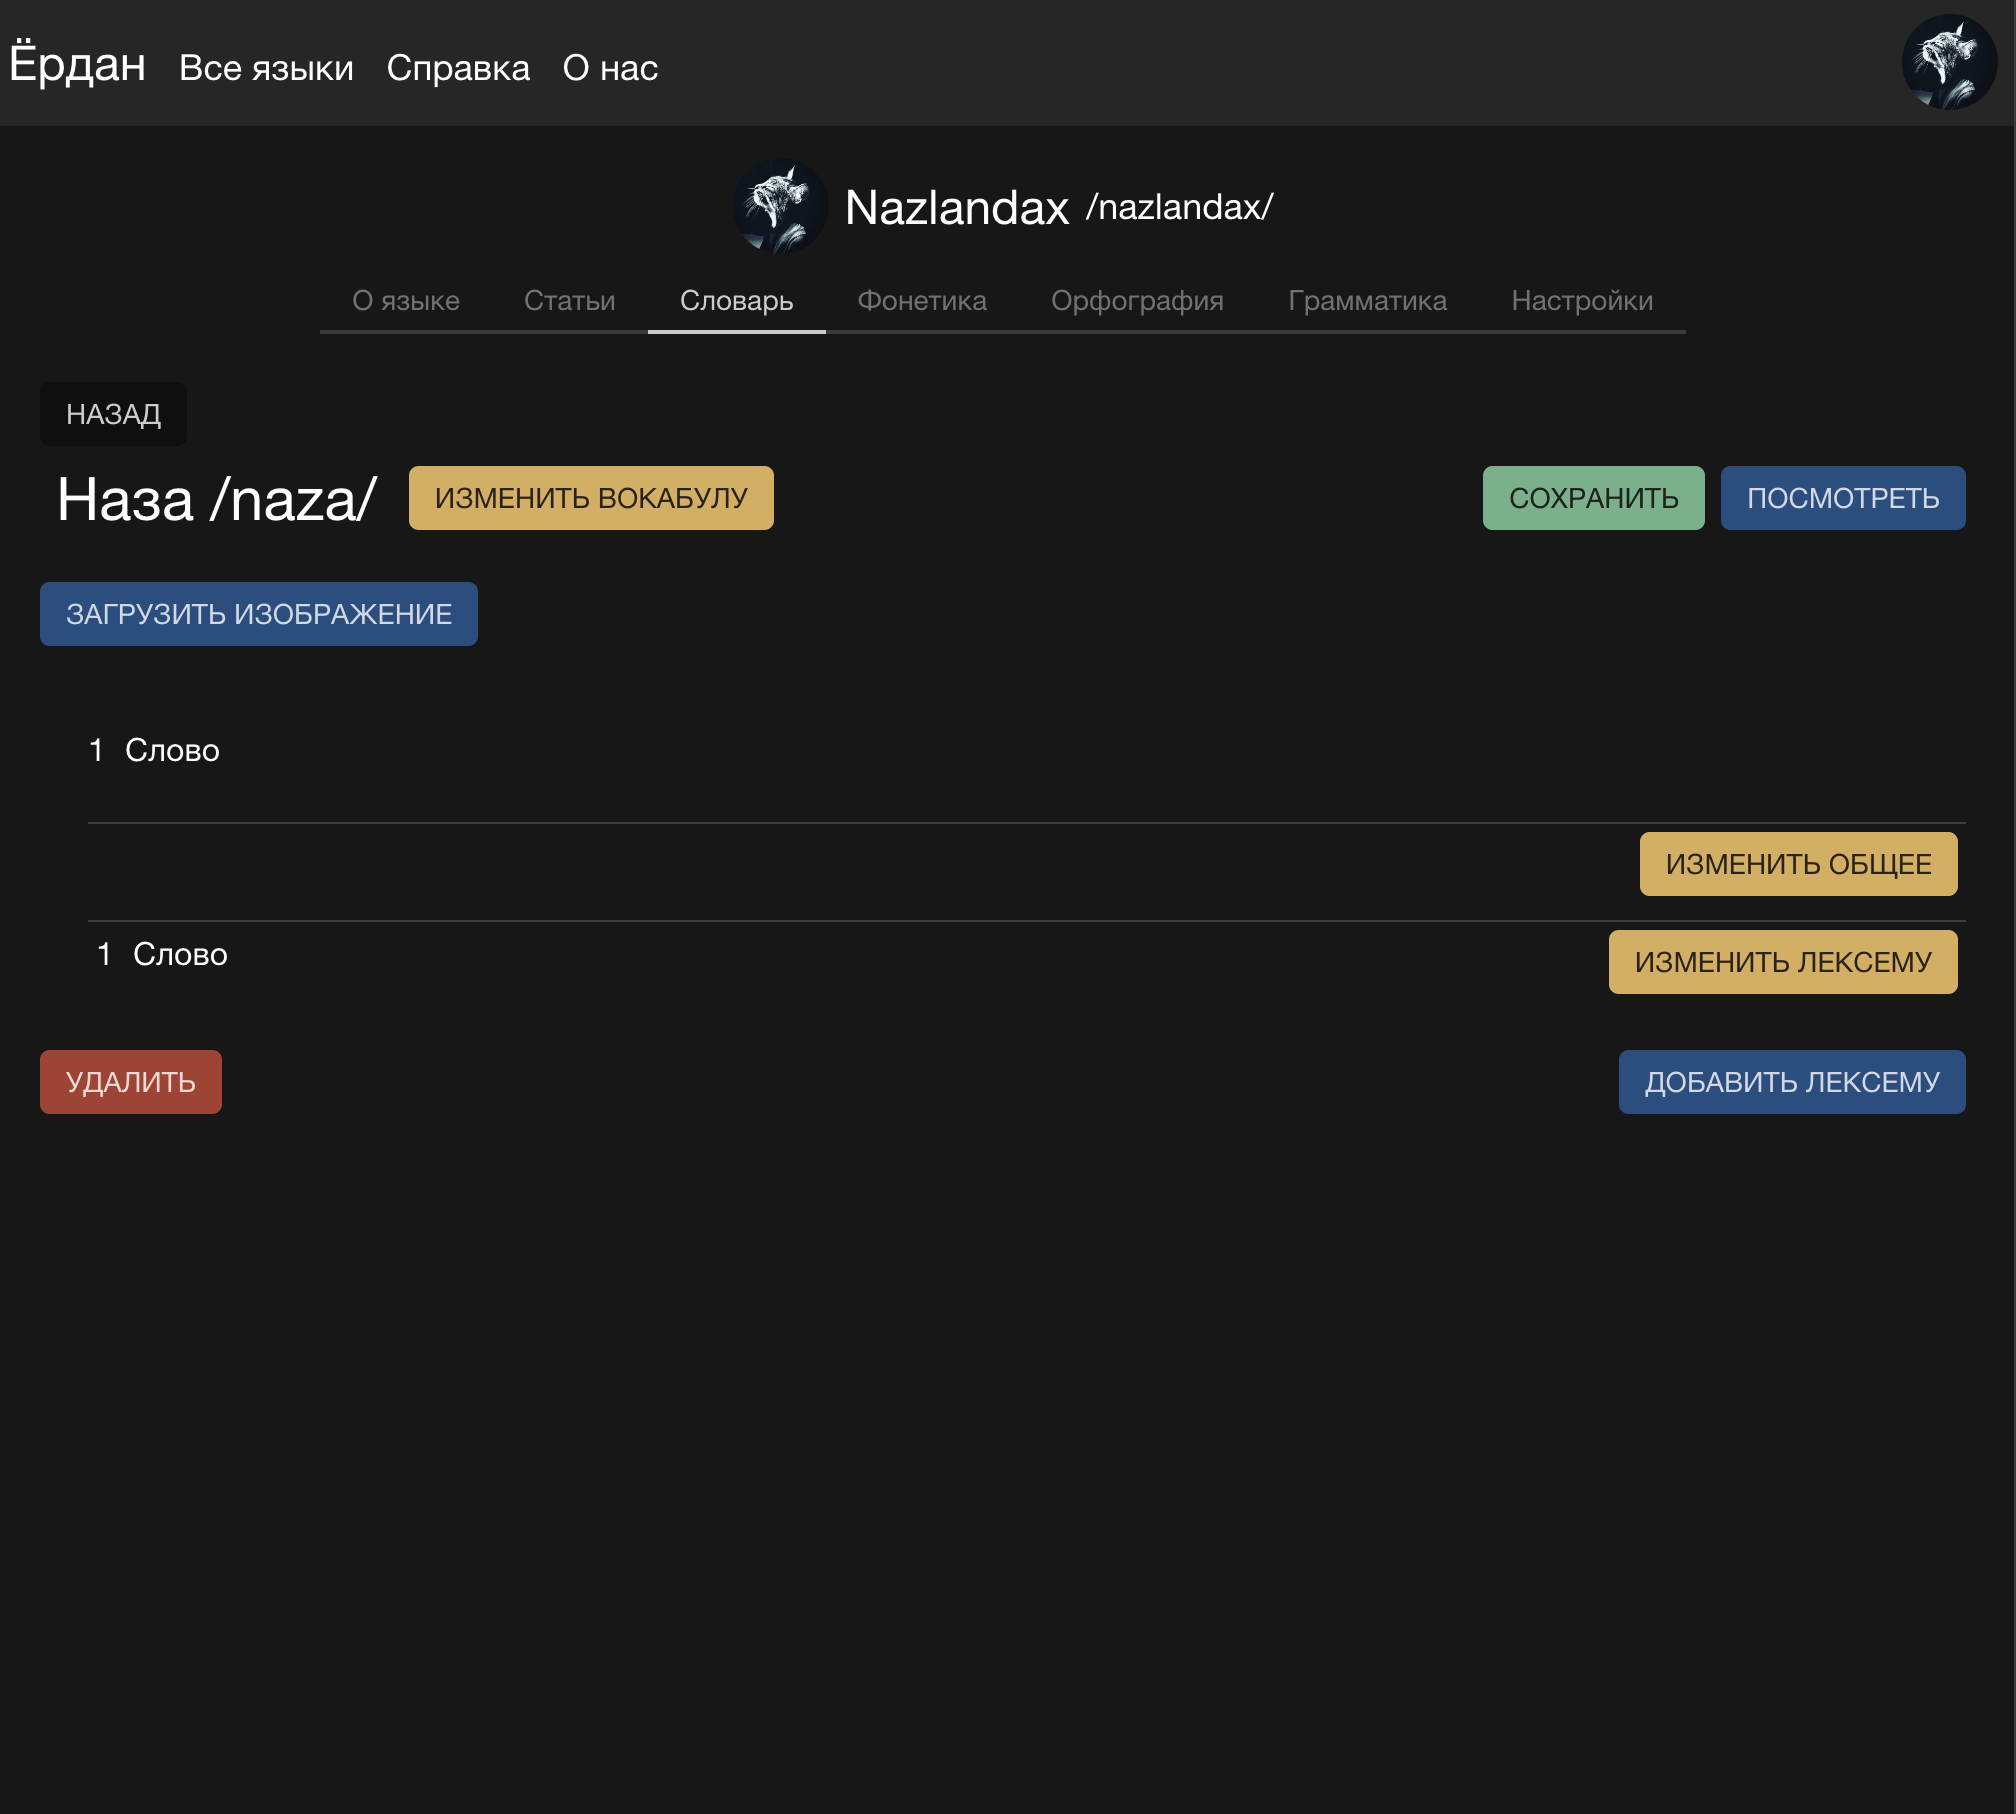 Ёрдан Все языки Справка О нас
Nazlandax /nazlandax/
О языке Статьи Словарь Фонетика Орфография Грамматика Настройки
НАЗАД
Наза /naza/ ИЗМЕНИТЬ ВОКАБУЛУ СОХРАНИТЬ ПОСМОТРЕТЬ
ЗАГРУЗИТЬ ИЗОБРАЖЕНИЕ
1 Слово
ИЗМЕНИТЬ ОБЩЕЕ
1 Слово ИЗМЕНИТЬ ЛЕКСЕМУ
УДАЛИТЬ ДОБАВИТЬ ЛЕКСЕМУ